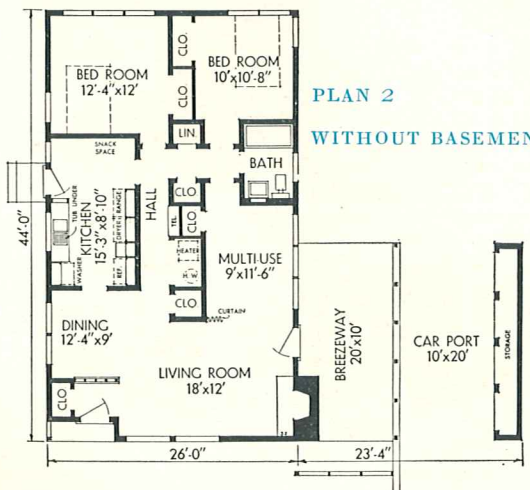 BED ROOM
12'-4"x12'
CLO.
CLO.
BED ROOM
10'x10'-8"
PLAN 2
WITHOUT BASEMEN
LIN
SNACK
SPACE
BATH
HALL
CLO
TEL.
CLO
KITCHEN
15'-3"x8'-10"
TUB UNDER
WASHER
RANGE
DRYER
REF.
HEATER
H.
W.
MULTI-USE
9'x11'-6"
CLO
CURTAIN
DINING
12'-4"x9'
LIVING ROOM
18'x12'
CLO
44'-0"
BREEZEWAY
20'x10'
CAR PORT
10'x20'
STORAGE
26'-0"
23'-4"